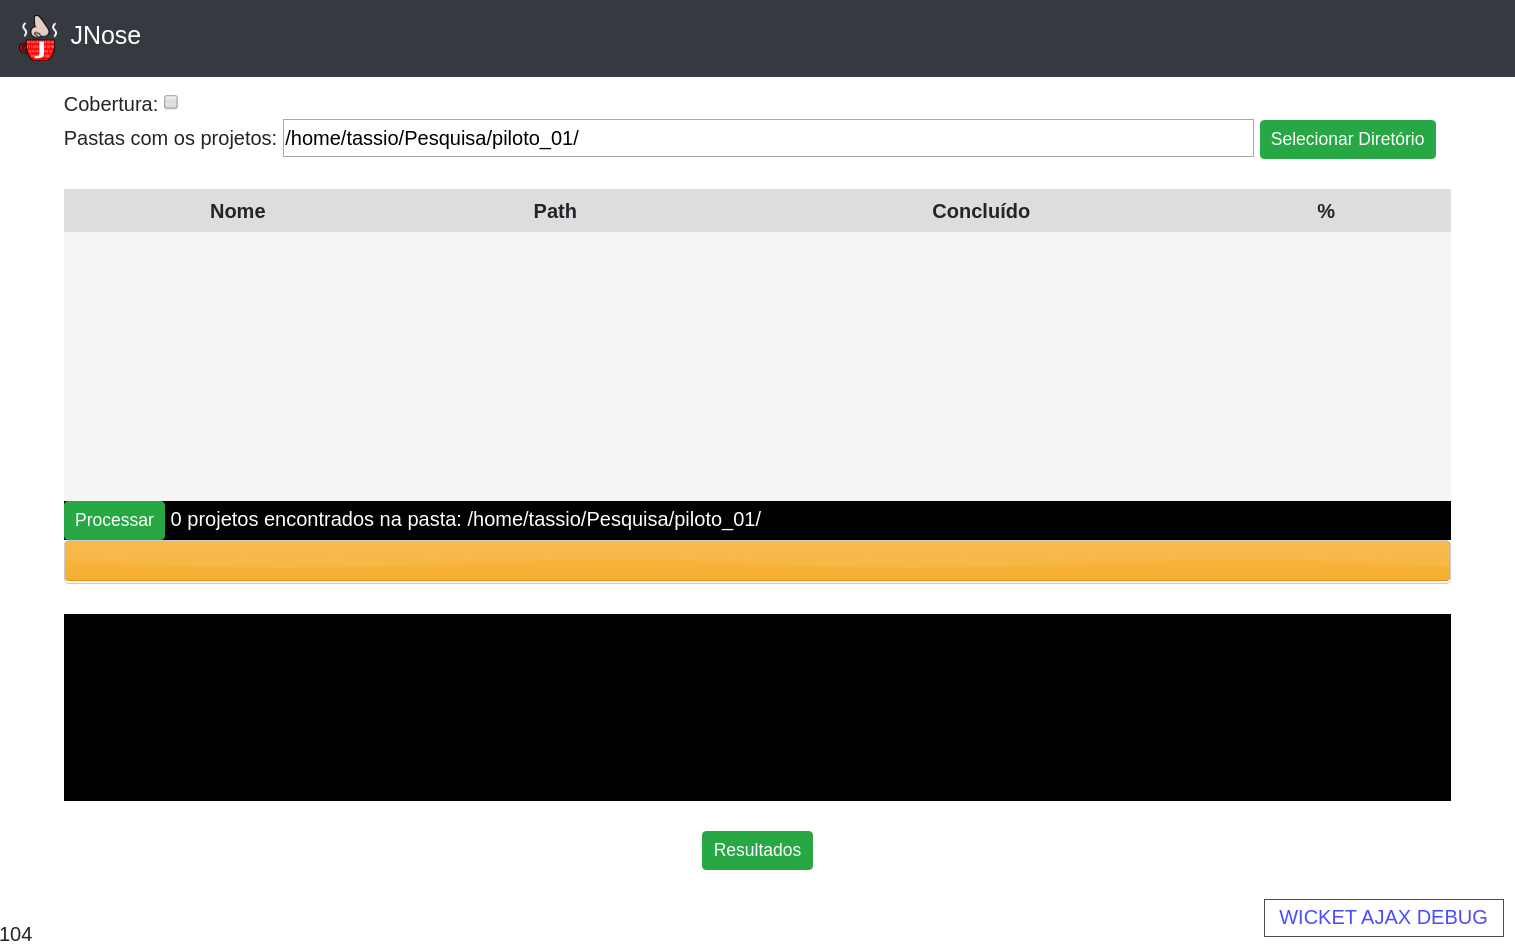 JNose
Cobertura:
Pastas com os projetos: /home/tassio/Pesquisa/piloto_01/ Selecionar Diretório
Nome Path Concluído %
Processar 0 projetos encontrados na pasta: /home/tassio/Pesquisa/piloto_01/
Resultados
WICKET AJAX DEBUG
104